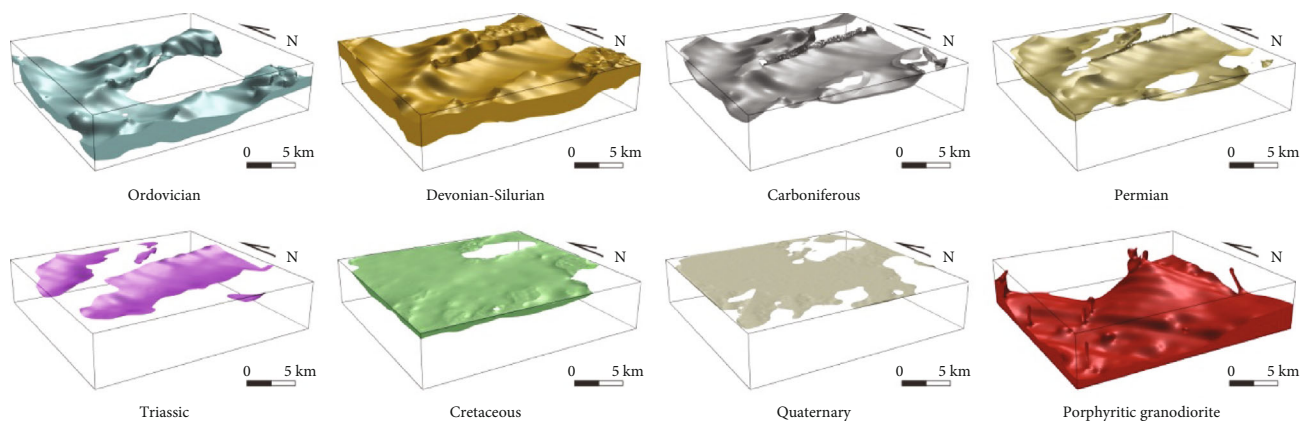 N
0 5 km
Ordovician
N
0 5 km
Devonian-Silurian
N
0 5 km
Carboniferous
N
0 5 km
Permian
N
0 5 km
Triassic
N
0 5 km
Cretaceous
N
0 5 km
Quaternary
N
0 5 km
Porphyritic granodiorite